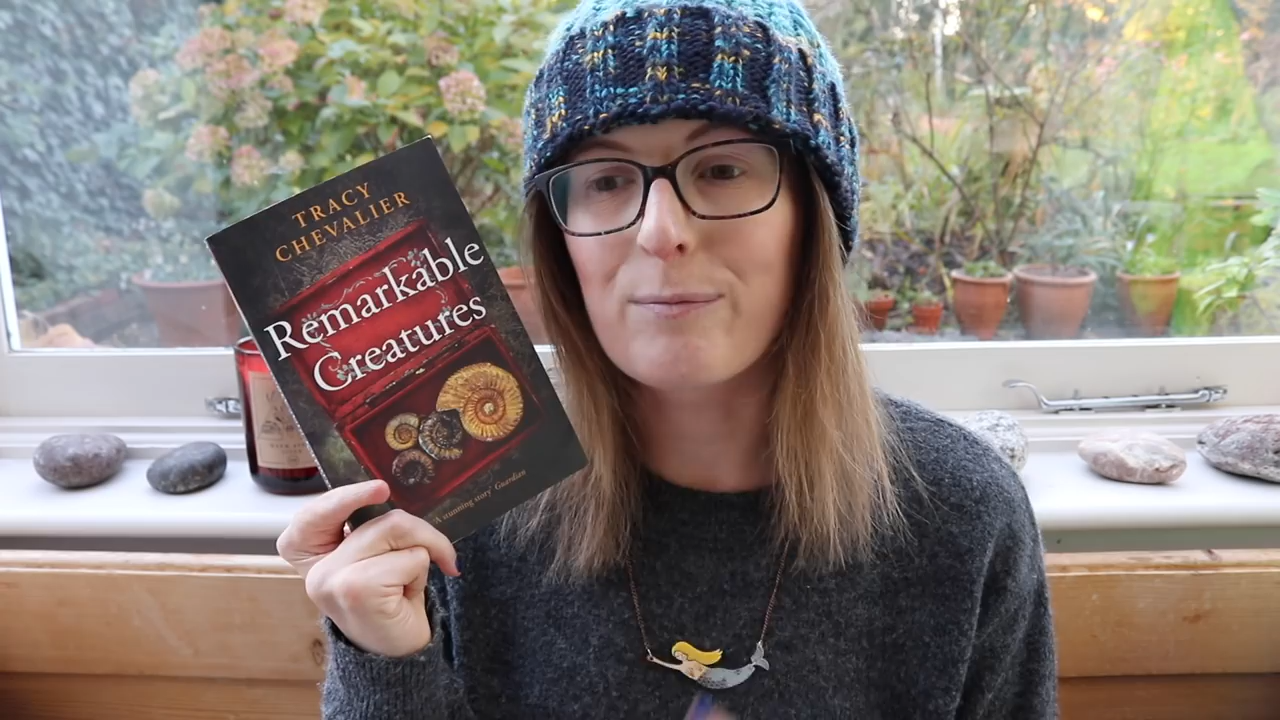 TRACY
CHEVALIER
Remarkable
Creatures
'A stunning story' Guardian